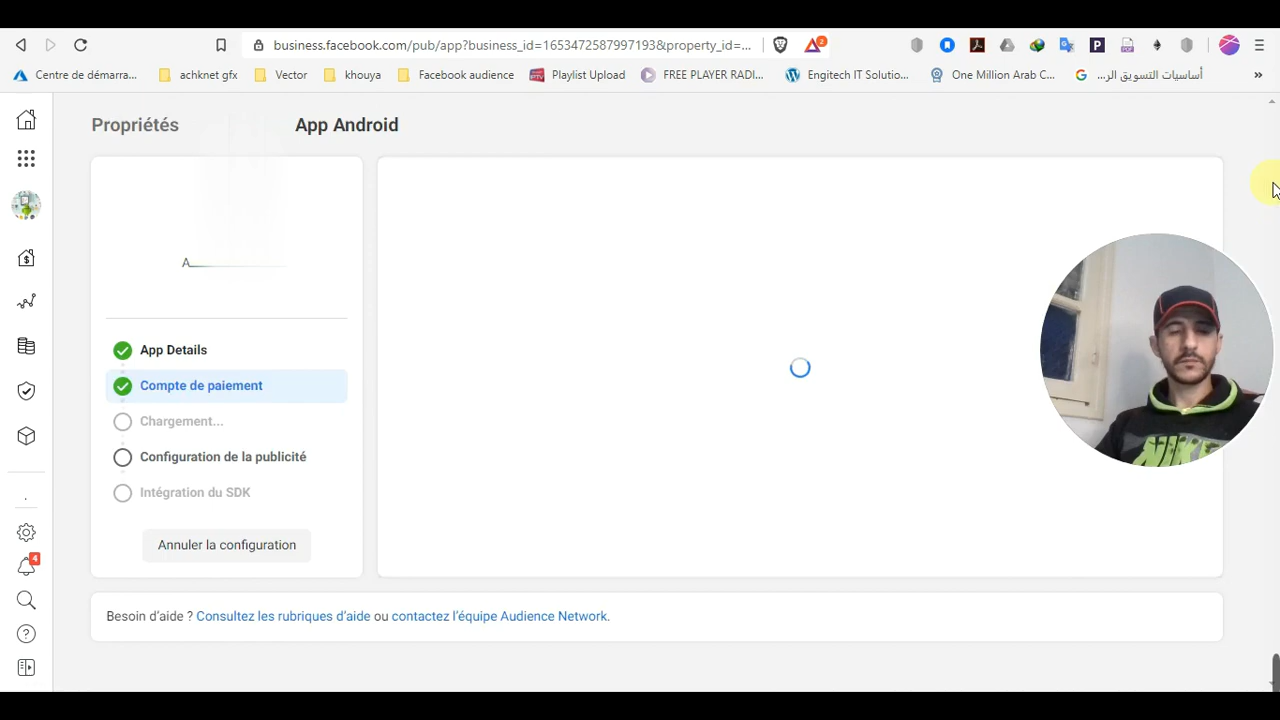 business.facebook.com/pub/app?business_id=1653472587997193&property_id=...
2
Centre de démarra...
achknet gfx
Vector
khouya
Facebook audience
Playlist Upload
FREE PLAYER RADI...
Engitech IT Solutio...
One Million Arab C...
أساسيات التسويق الر...
»
Propriétés
App Android
A
App Details
Compte de paiement
Chargement...
Configuration de la publicité
Intégration du SDK
Annuler la configuration
4
Besoin d'aide ? Consultez les rubriques d'aide ou contactez l'équipe Audience Network.